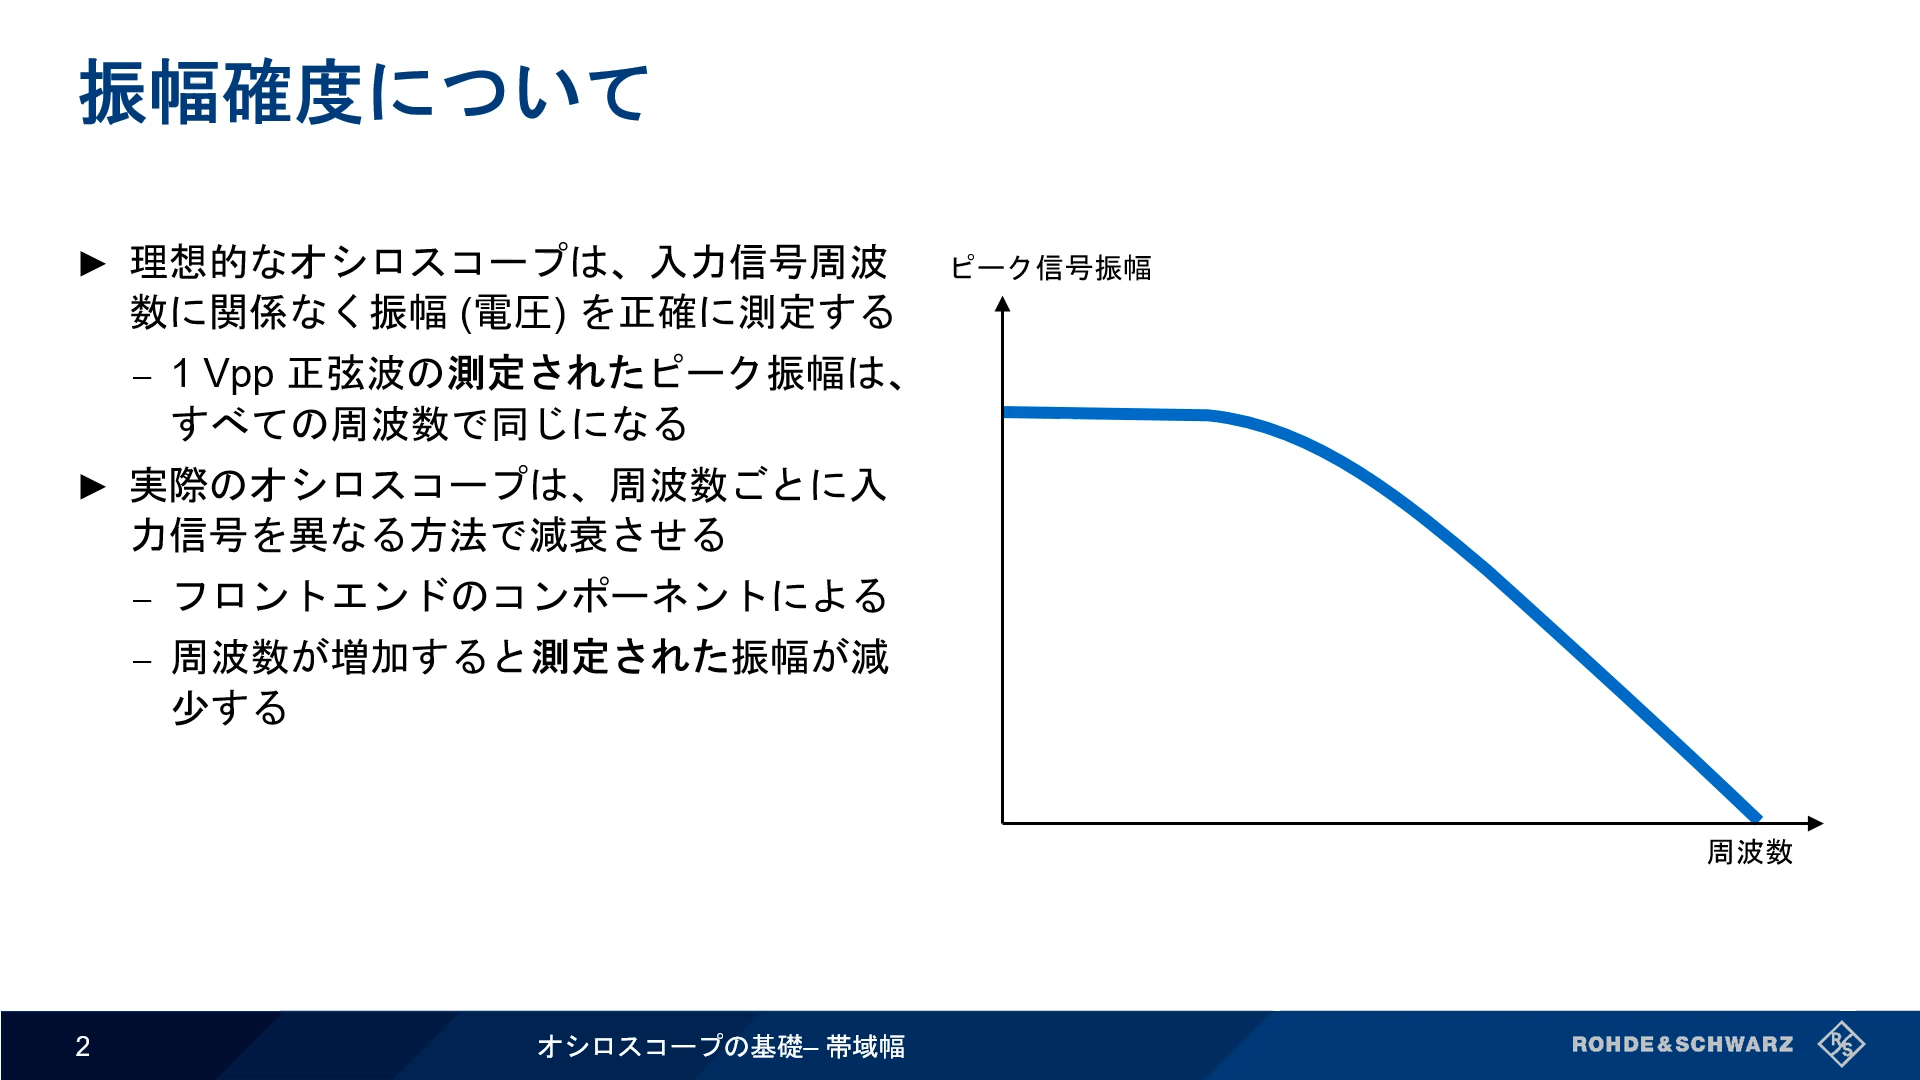 振幅確度について
► 理想的なオシロスコープは、入力信号周波
数に関係なく振幅 (電圧) を正確に測定する
– 1 Vpp 正弦波の測定されたピーク振幅は、
すべての周波数で同じになる
► 実際のオシロスコープは、周波数ごとに入
力信号を異なる方法で減衰させる
– フロントエンドのコンポーネントによる
– 周波数が増加すると測定された振幅が減
少する
ピーク信号振幅
周波数
2
オシロスコープの基礎– 帯域幅
ROHDE&SCHWARZ
R&S